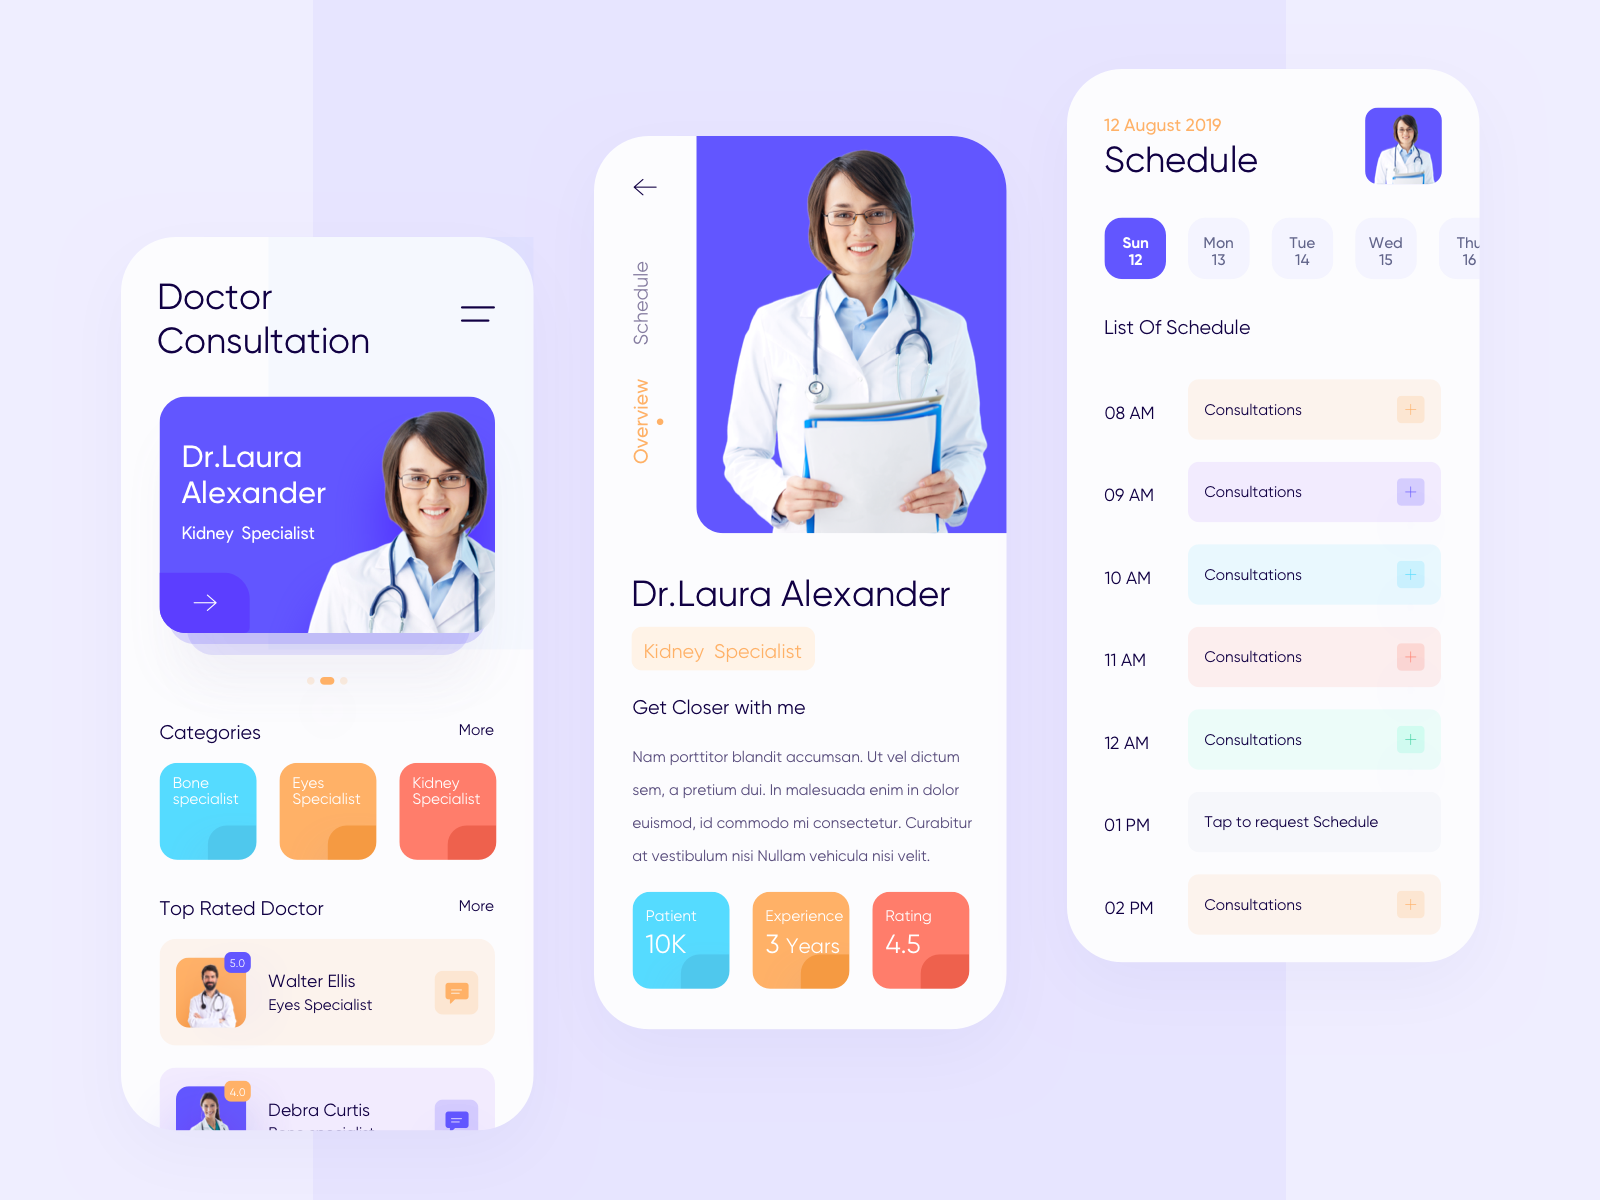 Doctor
Consultation
Dr.Laura
Alexander
Kidney Specialist
Categories
More
Bone
specialist
Eyes
Specialist
Kidney
Specialist
Top Rated Doctor
More
5.0
Walter Ellis
Eyes Specialist
4.0
Debra Curtis
Bone specialist
Schedule
Overview
Dr.Laura Alexander
Kidney Specialist
Get Closer with me
Nam porttitor blandit accumsan. Ut vel dictum
sem, a pretium dui. In malesuada enim in dolor
euismod, id commodo mi consectetur. Curabitur
at vestibulum nisi Nullam vehicula nisi velit.
Patient
10K
Experience
3 Years
Rating
4.5
12 August 2019
Schedule
Sun
12
Mon
13
Tue
14
Wed
15
Thu
16
List Of Schedule
08 AM
Consultations
09 AM
Consultations
10 AM
Consultations
11 AM
Consultations
12 AM
Consultations
01 PM
Tap to request Schedule
02 PM
Consultations